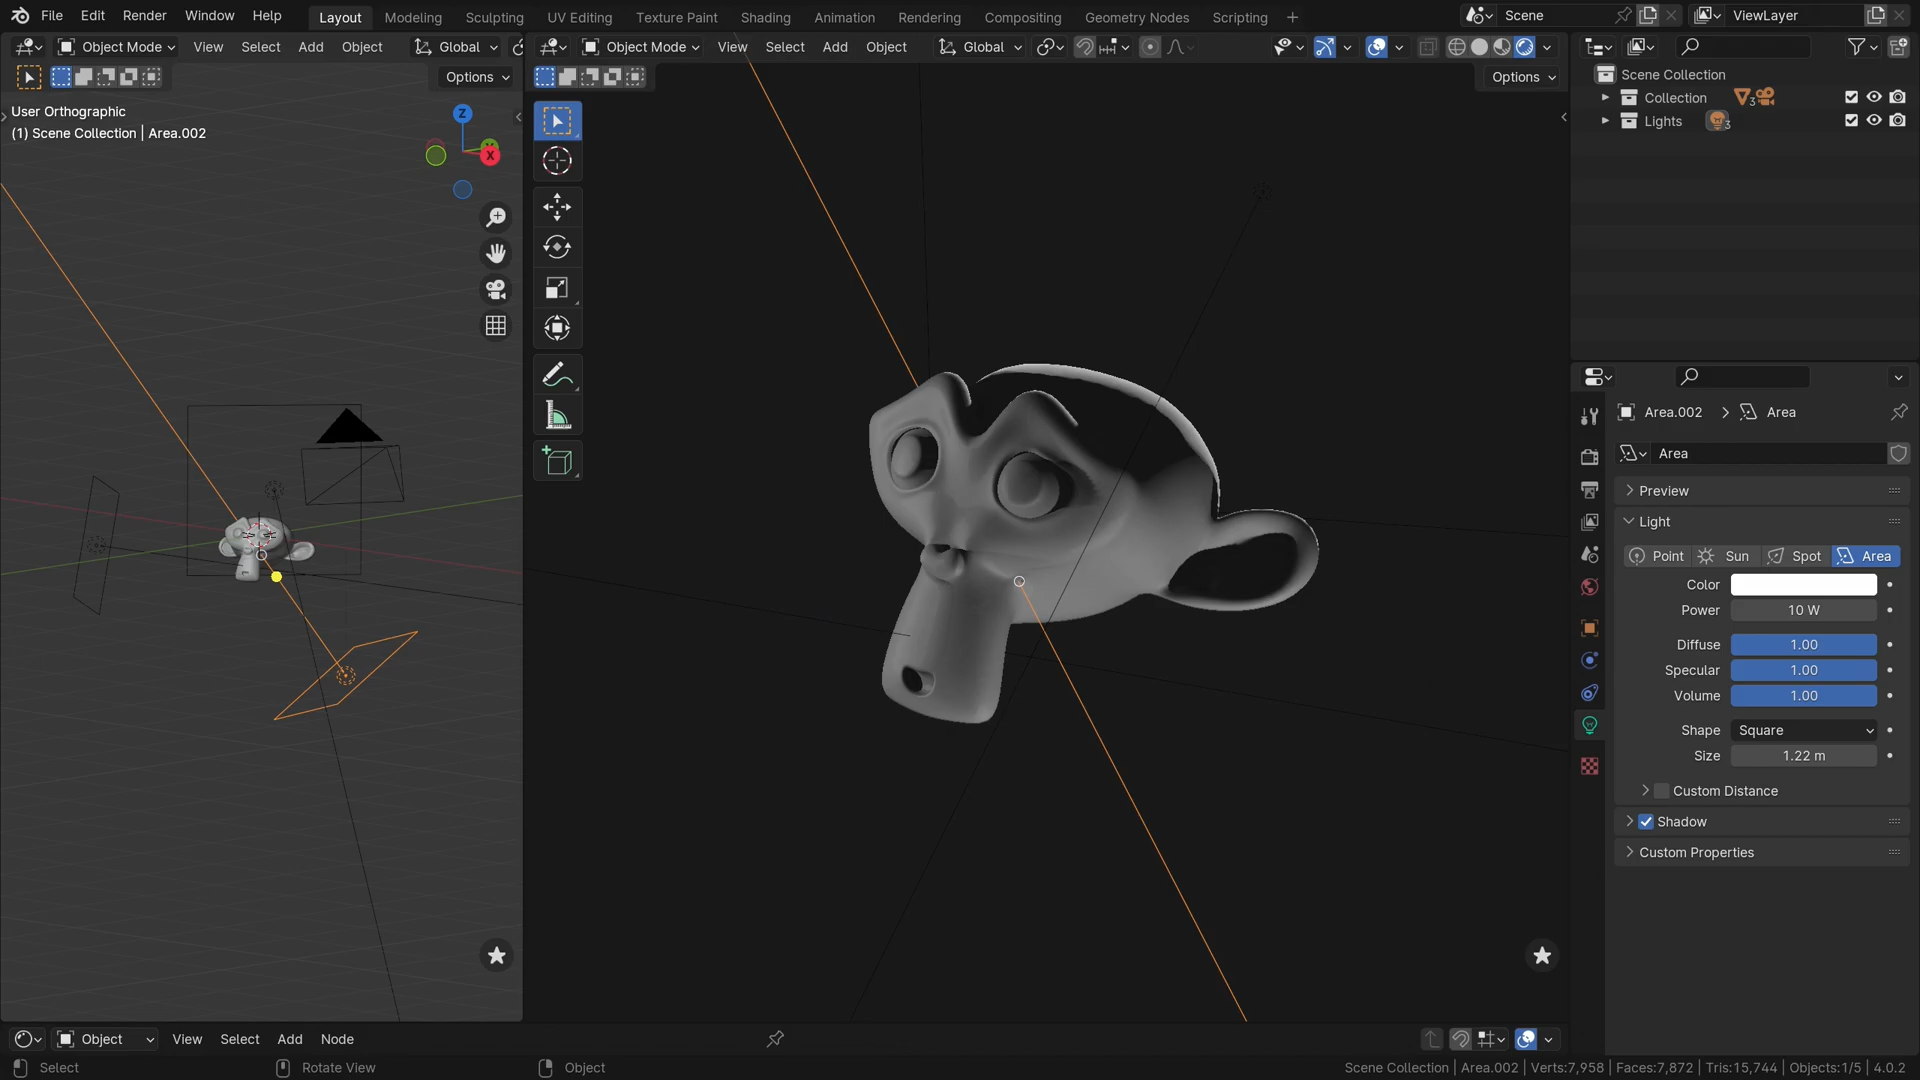 File Edit Render Window Help Layout Modeling Sculpting UV Editing Texture Paint Shading Animation Rendering Compositing Geometry Nodes Scripting + Scene ViewLayer
Object Mode View Select Add Object Global Object Mode View Select Add Object Global
Options Options
User Orthographic
(1) Scene Collection | Area.002
Z
X
Scene Collection
Collection 3
Lights 3
Area.002 > Area
Area
Preview
Light
Point Sun Spot Area
Color
Power 10 W
Diffuse 1.00
Specular 1.00
Volume 1.00
Shape Square
Size 1.22 m
Custom Distance
Shadow
Custom Properties
Object View Select Add Node
Select Rotate View Object Scene Collection | Area.002 | Verts:7,958 | Faces:7,872 | Tris:15,744 | Objects:1/5 | 4.0.2